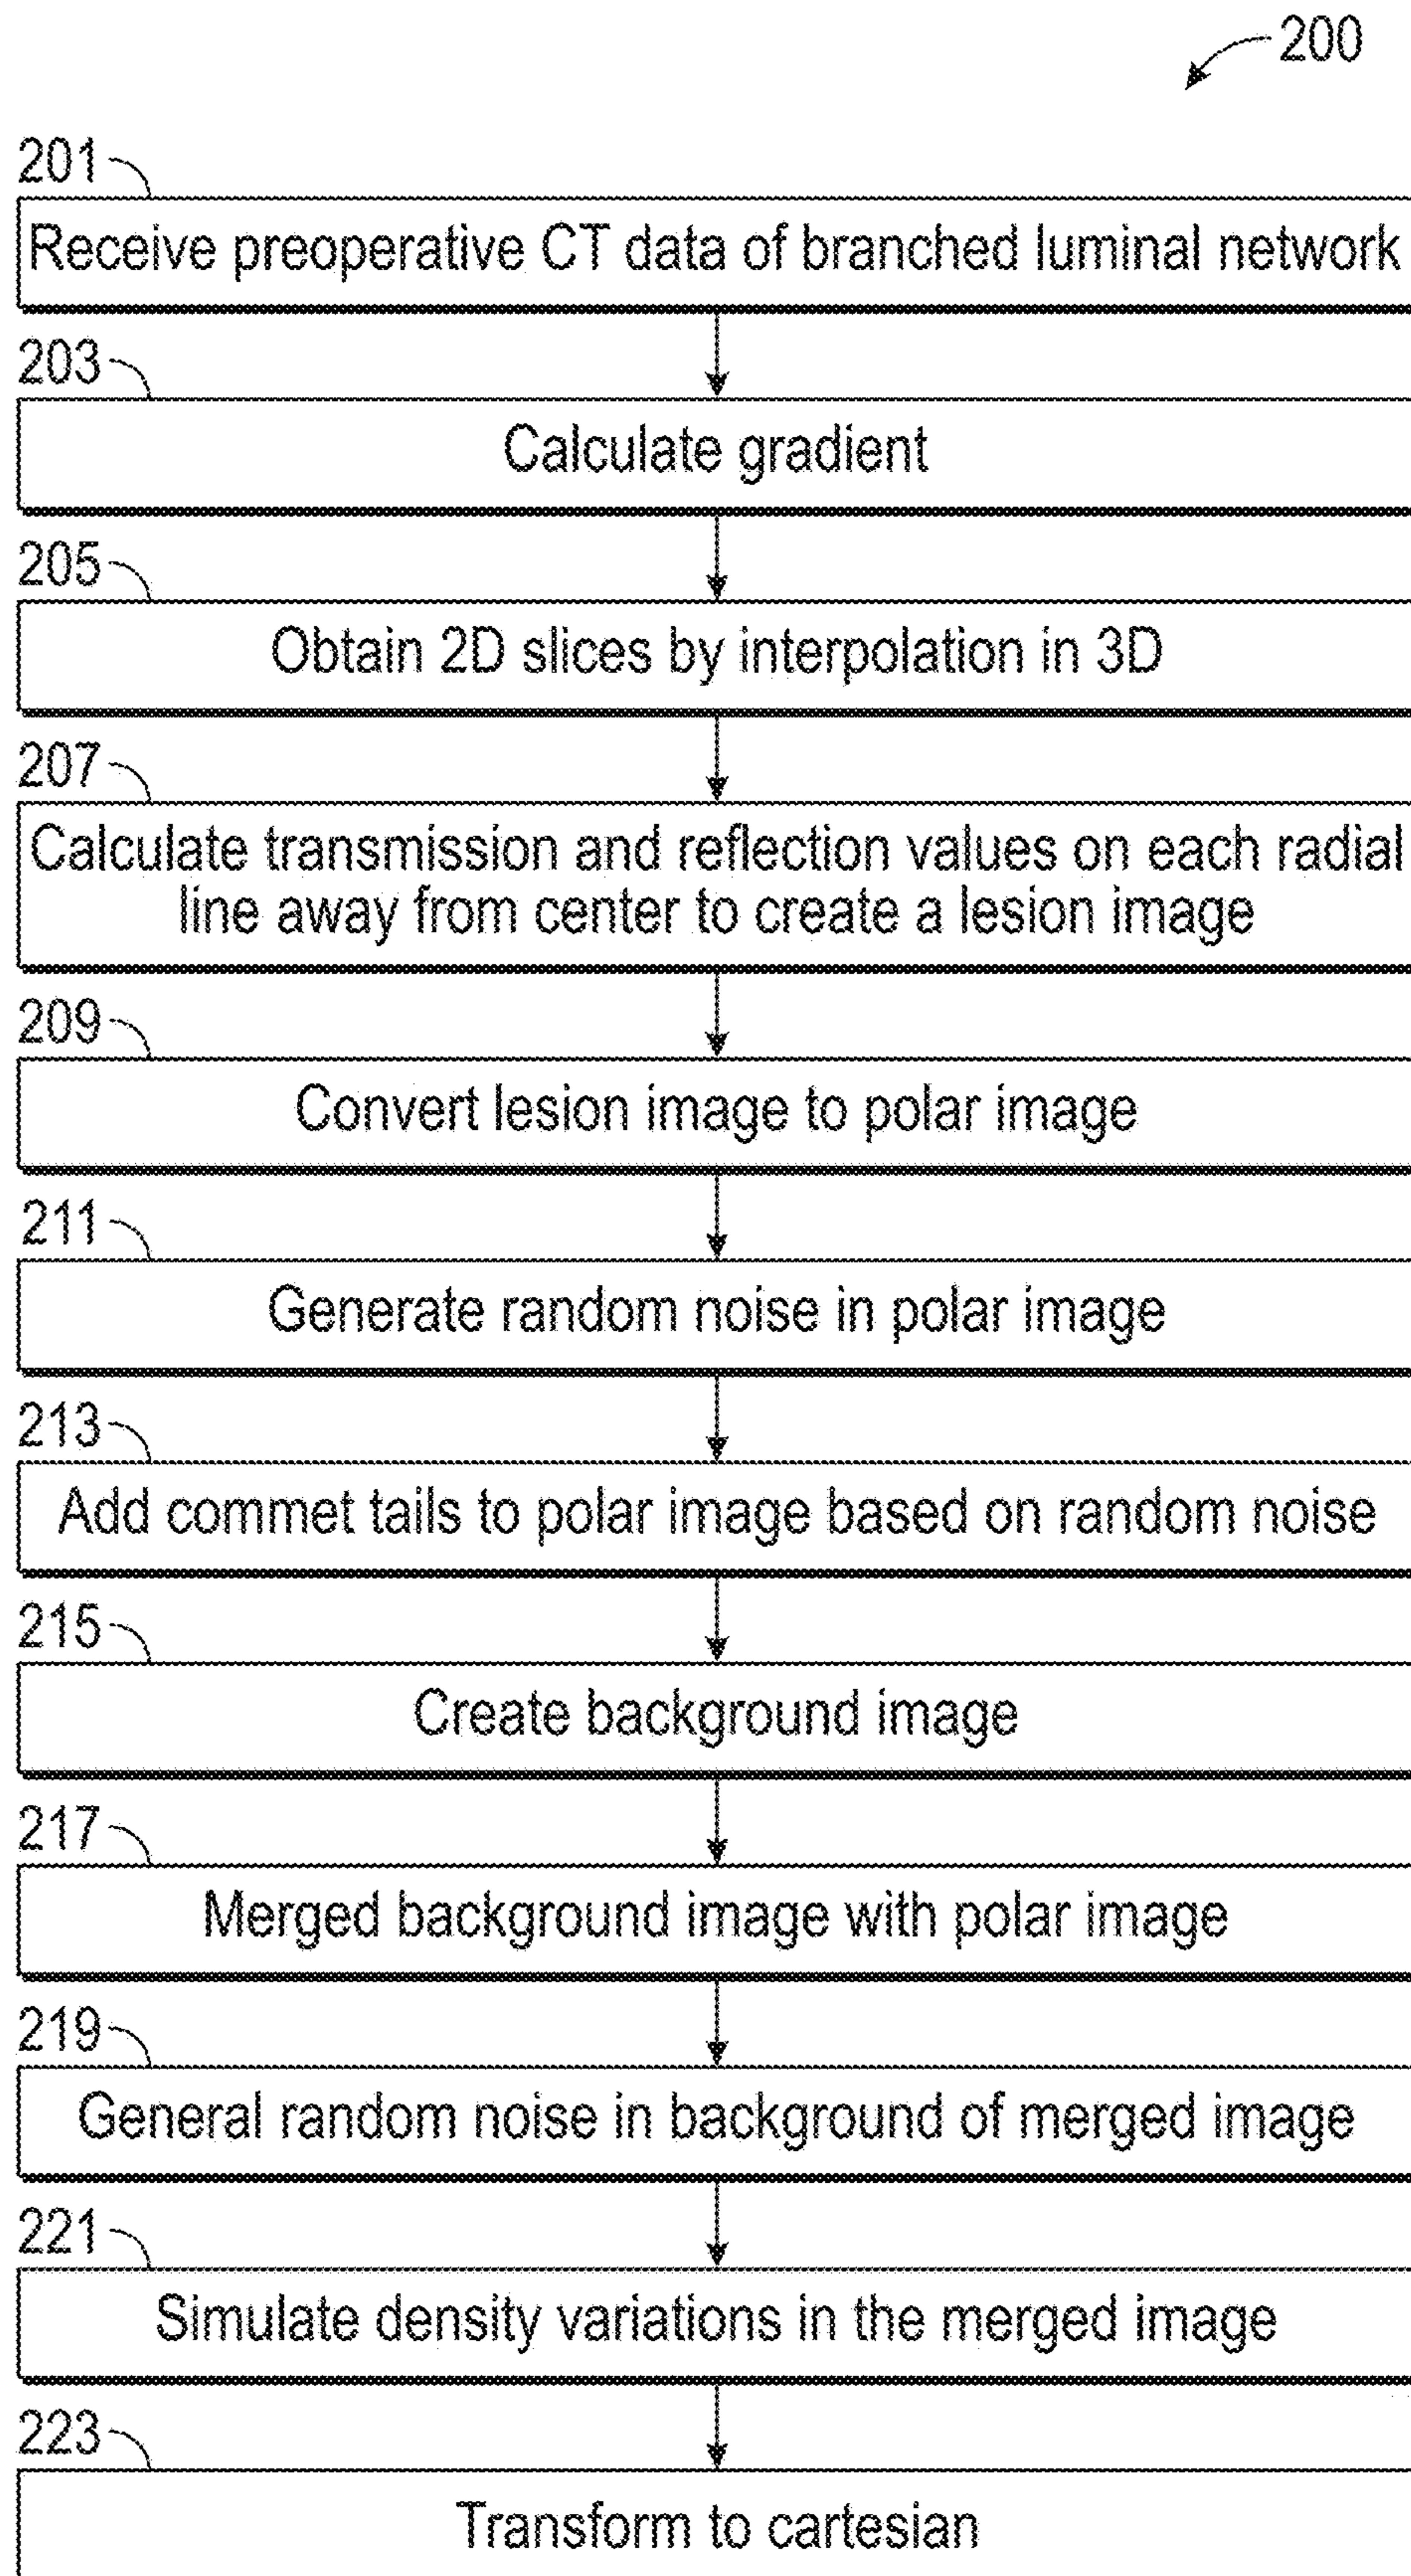 200
201
Receive preoperative CT data of branched luminal network
203
Calculate gradient
205
Obtain 2D slices by interpolation in 3D
207
Calculate transmission and reflection values on each radial
line away from center to create a lesion image
209
Convert lesion image to polar image
211
Generate random noise in polar image
213
Add commet tails to polar image based on random noise
215
Create background image
217
Merged background image with polar image
219
General random noise in background of merged image
221
Simulate density variations in the merged image
223
Transform to cartesian